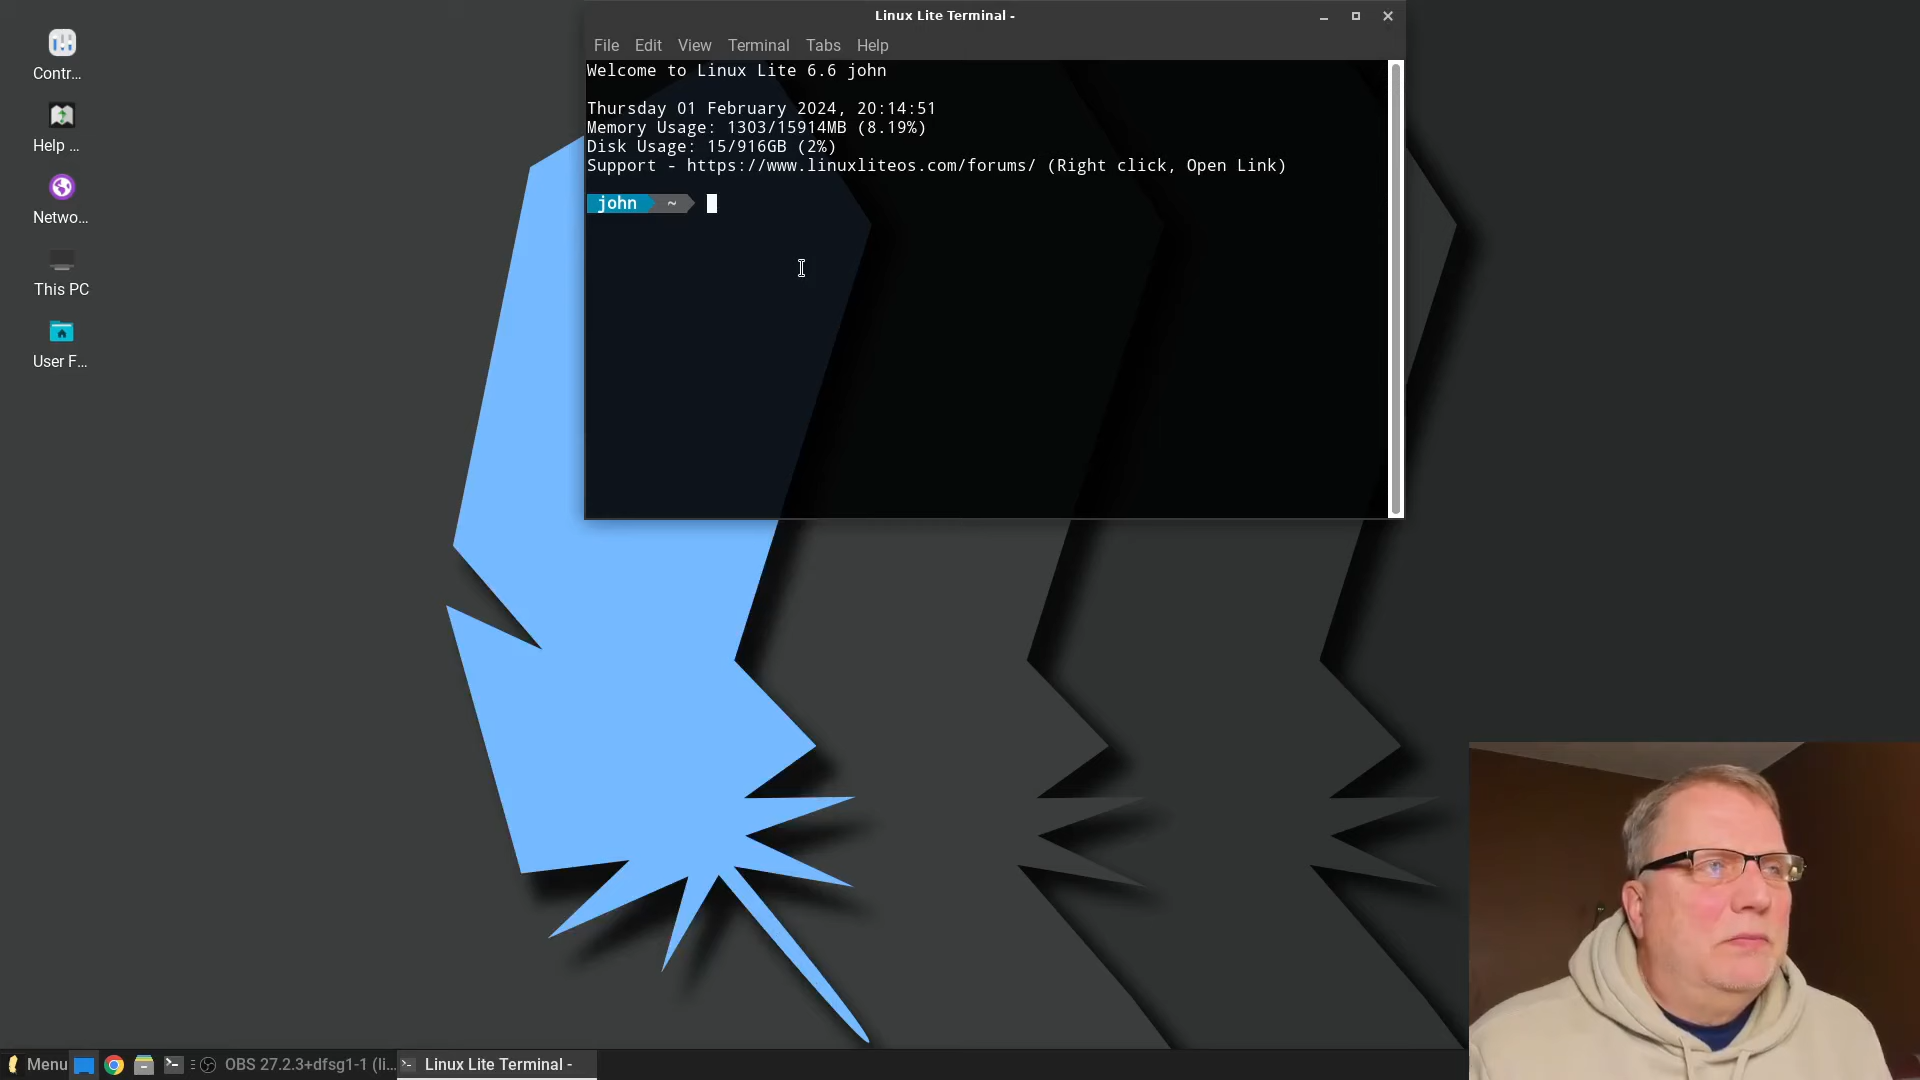 Linux Lite Terminal -
File Edit View Terminal Tabs Help
Welcome to Linux Lite 6.6 john
Thursday 01 February 2024, 20:14:51
Memory Usage: 1303/15914MB (8.19%)
Disk Usage: 15/916GB (2%)
Support - https://www.linuxliteos.com/forums/ (Right click, Open Link)
john ~
Contr...
Help ...
Netwo...
This PC
User F...
Menu OBS 27.2.3+dfsg1-1 (li... Linux Lite Terminal -